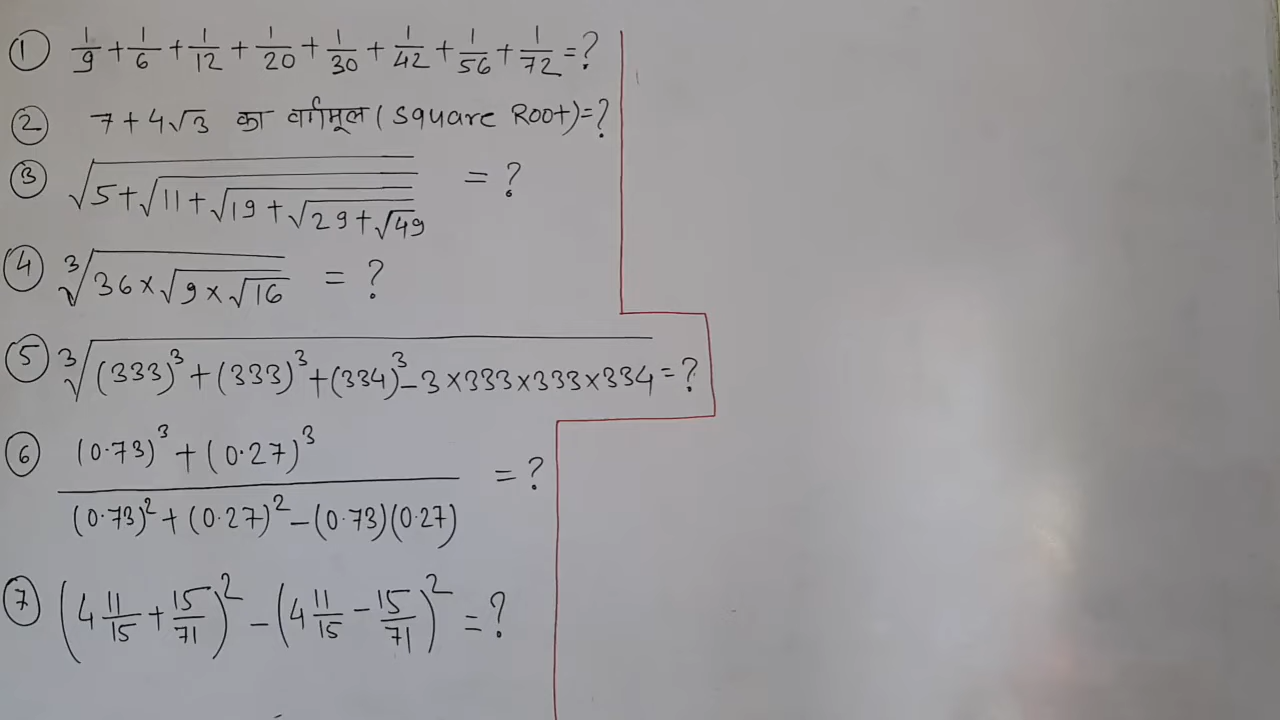 ① 1/9 + 1/6 + 1/12 + 1/20 + 1/30 + 1/42 + 1/56 + 1/72 = ?
② 7 + 4√3 का वर्गमूल ( Square Root) = ?
③ √(5 + √(11 + √(19 + √(29 + √49)))) = ?
④ ³√(36 × √(9 × √16)) = ?
⑤ ³√((333)³ + (333)³ + (334)³ - 3 × 333 × 333 × 334) = ?
⑥ ((0.73)³ + (0.27)³) / ((0.73)² + (0.27)² - (0.73)(0.27)) = ?
⑦ (4 11/15 + 15/71)² - (4 11/15 - 15/71)² = ?